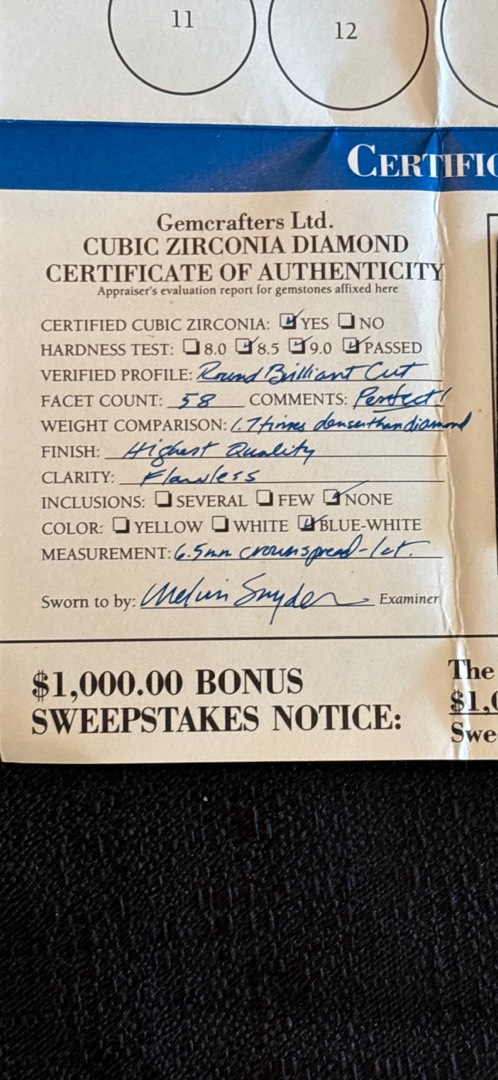 11
12
CERTIFIC
Gemcrafters Ltd.
CUBIC ZIRCONIA DIAMOND
CERTIFICATE OF AUTHENTICITY
Appraiser's evaluation report for gemstones affixed here
CERTIFIED CUBIC ZIRCONIA: ☑ YES ☐ NO
HARDNESS TEST: ☐ 8.0 ☑ 8.5 ☑ 9.0 ☑ PASSED
VERIFIED PROFILE: Round Brilliant Cut
FACET COUNT: 58 COMMENTS: Perfect!
WEIGHT COMPARISON: 1.7 times denser than diamond
FINISH: Highest Quality
CLARITY: Flawless
INCLUSIONS: ☐ SEVERAL ☐ FEW ☑ NONE
COLOR: ☐ YELLOW ☐ WHITE ☑ BLUE-WHITE
MEASUREMENT: 6.5mm crown spread - 1ct.
Sworn to by: Melvin Snyder Examiner
$1,000.00 BONUS
SWEEPSTAKES NOTICE:
The
$1,0
Swe